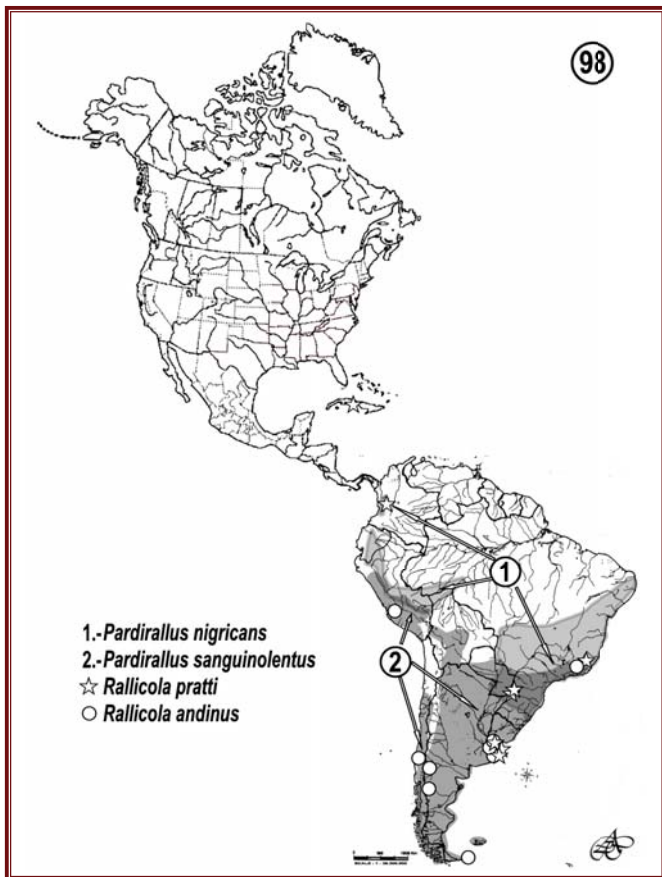 98
1
1.-Pardirallus nigricans
2.-Pardirallus sanguinolentus
2
Rallicola pratti
Rallicola andinus